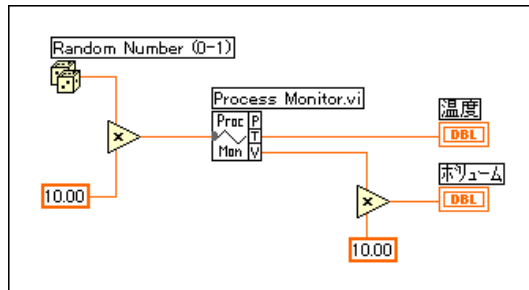 Random Number (0-1)
×
10.00
Process Monitor.vi
Proc P
T
Mon V
温度
DBL
ボリューム
DBL
×
10.00